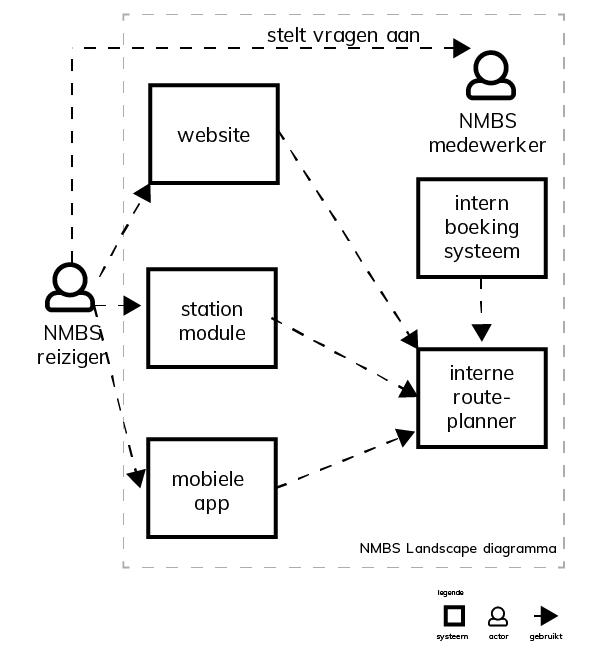 stelt vragen aan
NMBS
medewerker
website
intern
boeking
systeem
station
module
NMBS
reiziger
interne
route-
planner
mobiele
app
NMBS Landscape diagramma
legende
systeem
actor
gebruikt